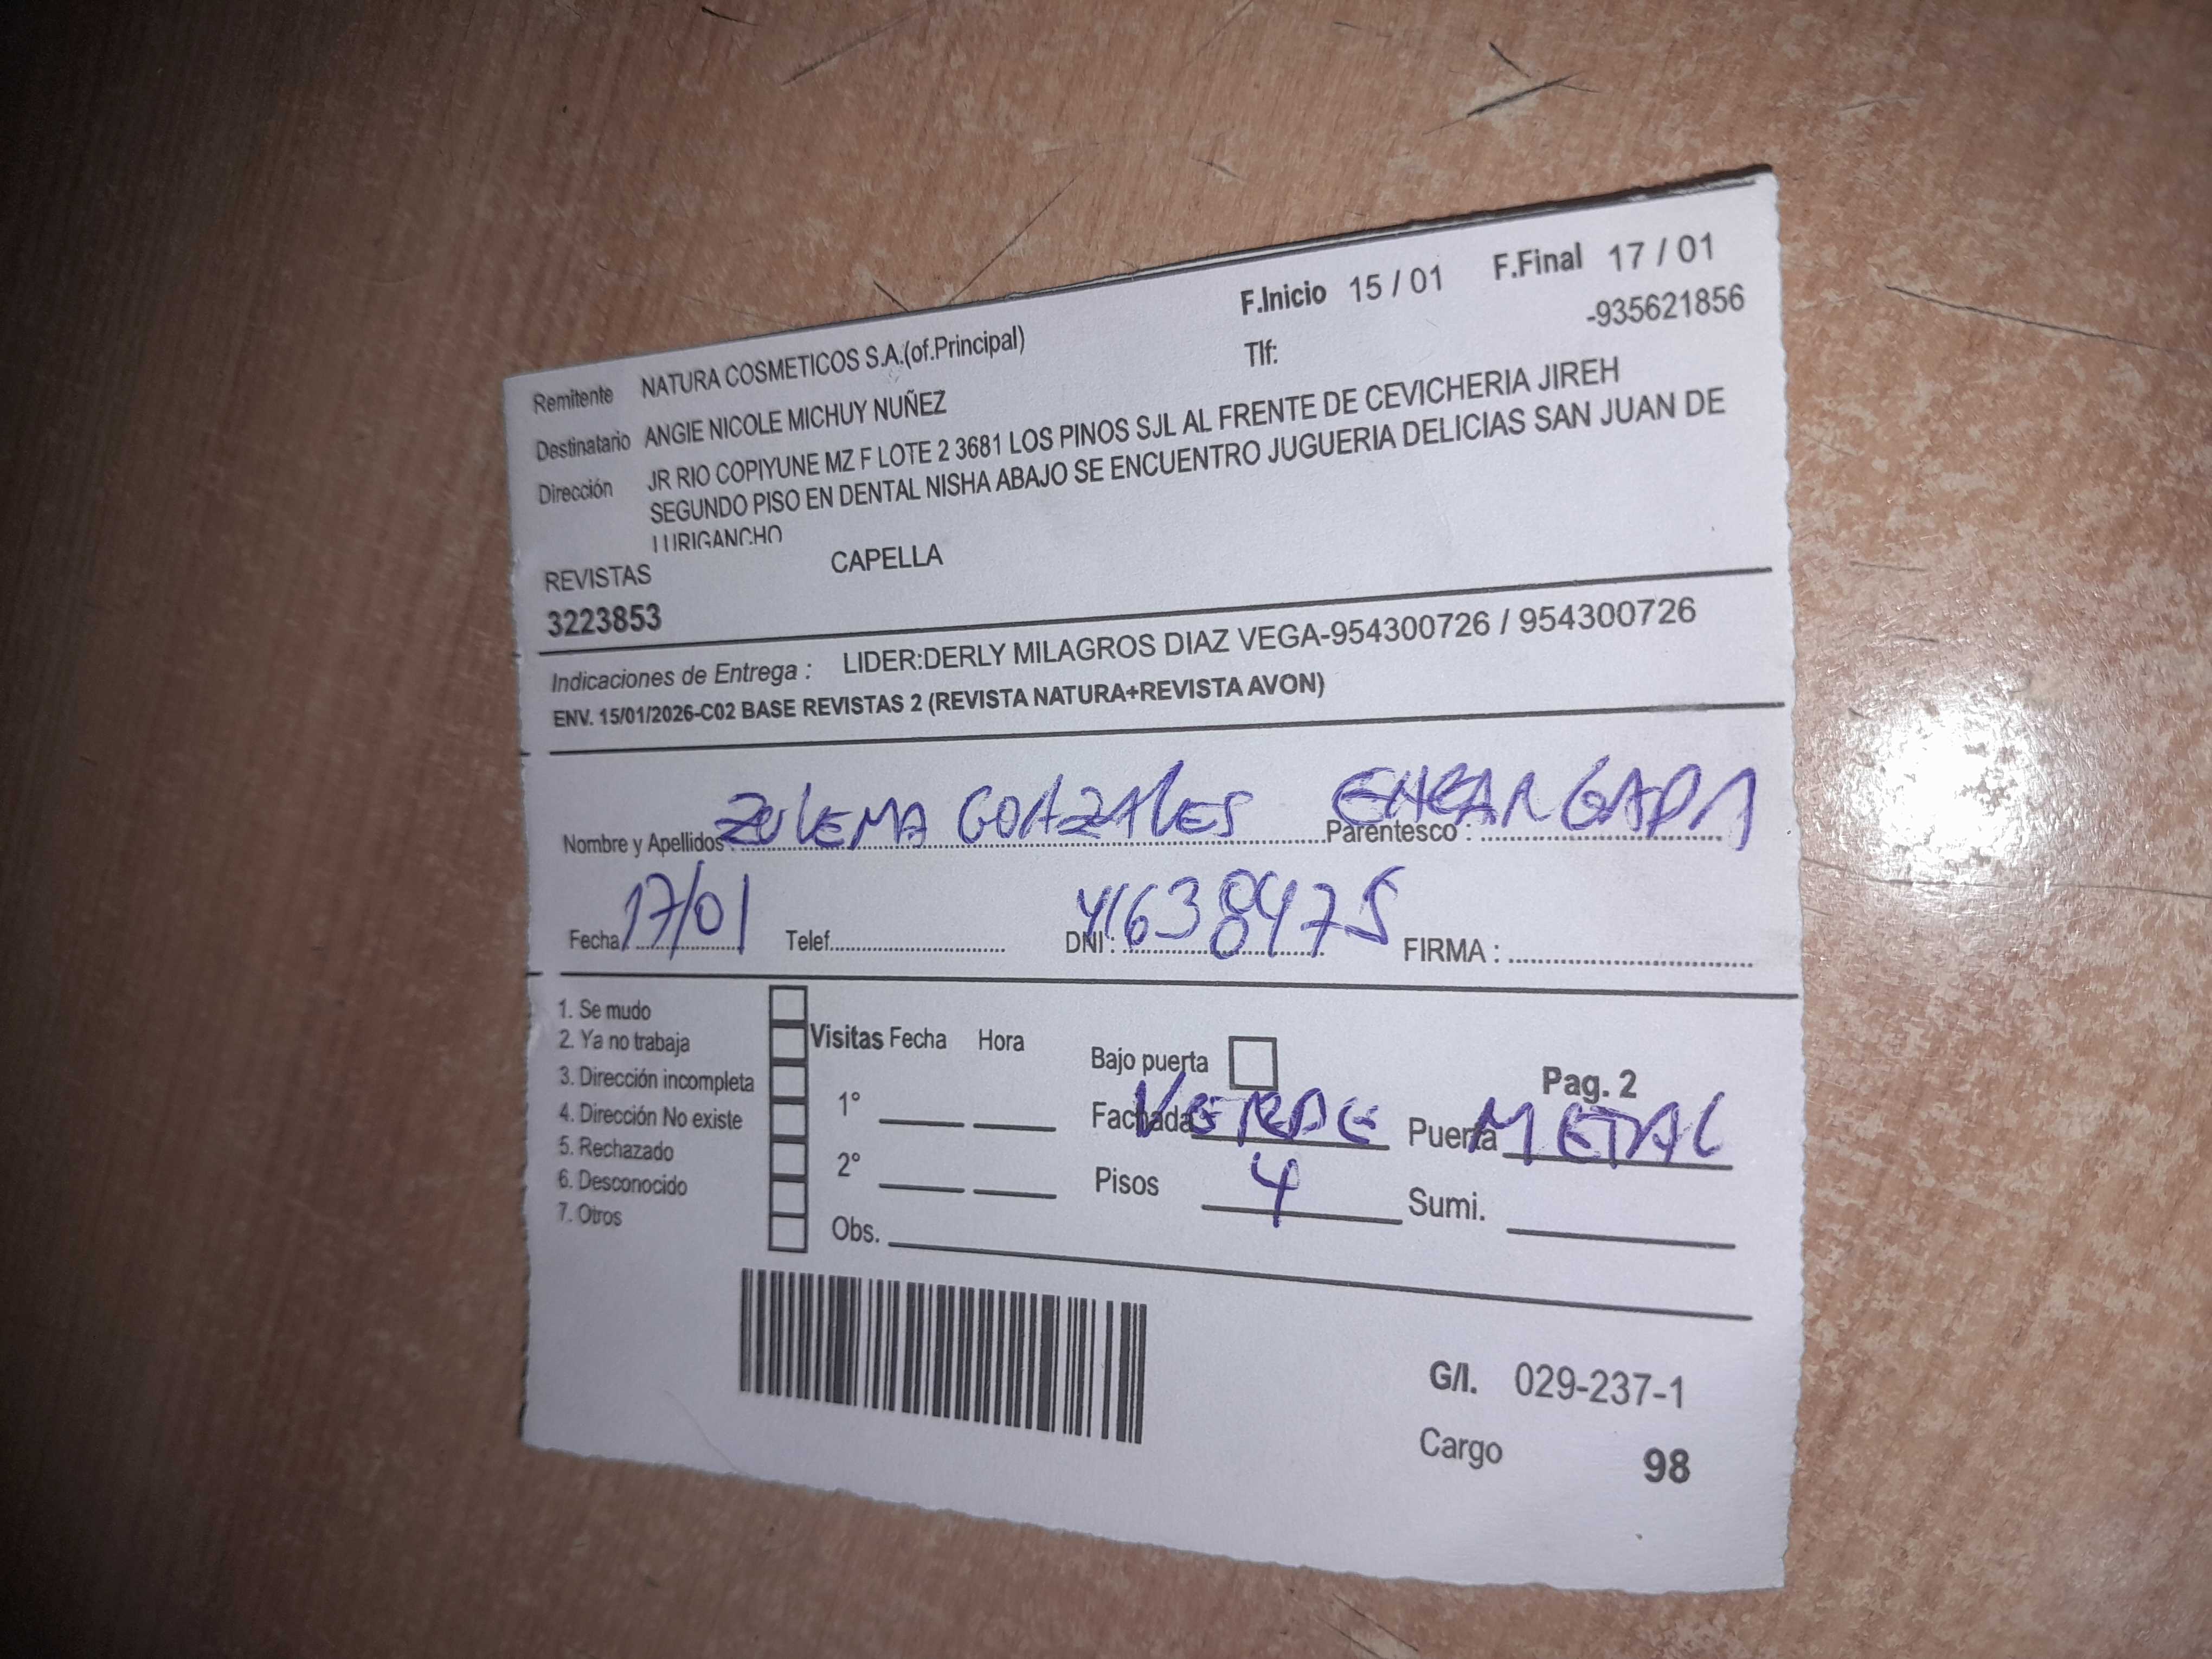 F.Inicio 15 / 01 F.Final 17 / 01
Remitente NATURA COSMETICOS S.A.(of.Principal) Tlf: -935621856
Destinatario ANGIE NICOLE MICHUY NUÑEZ
Dirección JR RIO COPIYUNE MZ F LOTE 2 3681 LOS PINOS SJL AL FRENTE DE CEVICHERIA JIREH
SEGUNDO PISO EN DENTAL NISHA ABAJO SE ENCUENTRO JUGUERIA DELICIAS SAN JUAN DE
LURIGANCHO
REVISTAS CAPELLA
3223853
Indicaciones de Entrega : LIDER:DERLY MILAGROS DIAZ VEGA-954300726 / 954300726
ENV. 15/01/2026-C02 BASE REVISTAS 2 (REVISTA NATURA+REVISTA AVON)
Nombre y Apellidos : ZULEMA GONZALES Parentesco : ENCARGADA
Fecha 17/01 Telef. DNI : 41638475 FIRMA :
1. Se mudo
2. Ya no trabaja Visitas Fecha Hora Bajo puerta
3. Dirección incompleta Pag. 2
4. Dirección No existe 1° Fachada VERDE Puerta METAL
5. Rechazado
6. Desconocido 2° Pisos 4 Sumi.
7. Otros Obs.
G/I. 029-237-1
Cargo 98